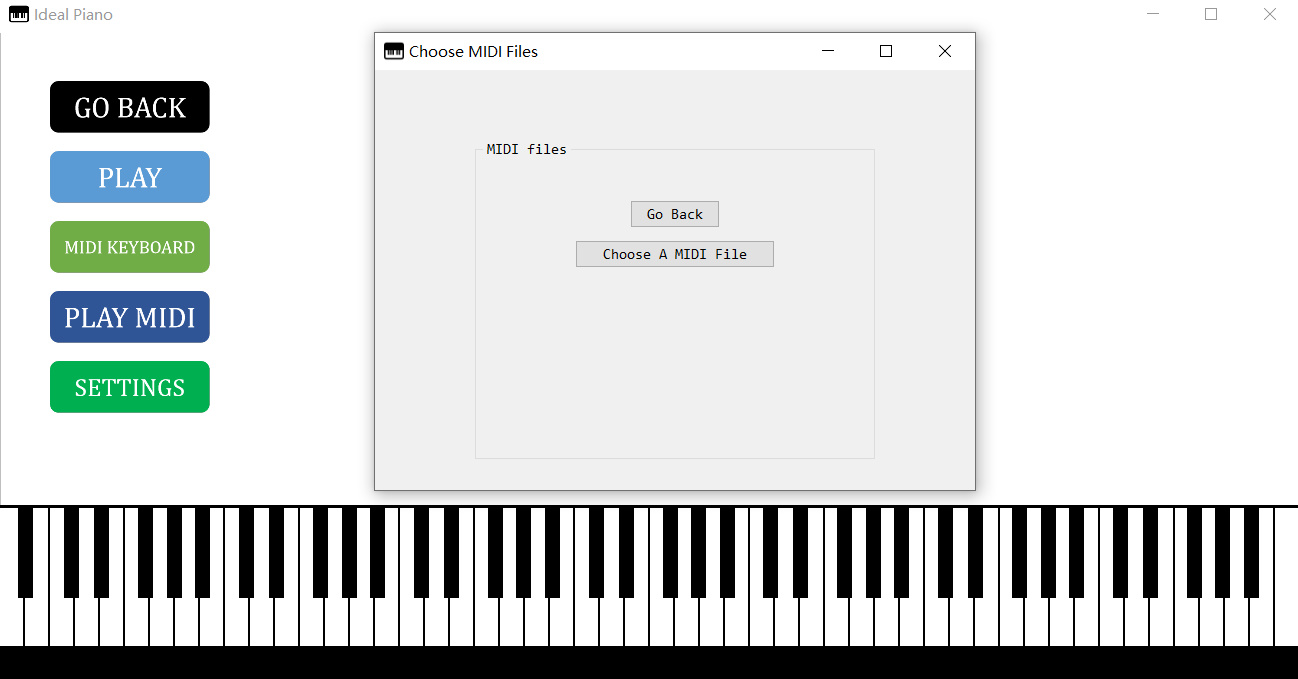 Ideal Piano
Choose MIDI Files
GO BACK
PLAY
MIDI KEYBOARD
PLAY MIDI
SETTINGS
MIDI files
Go Back
Choose A MIDI File